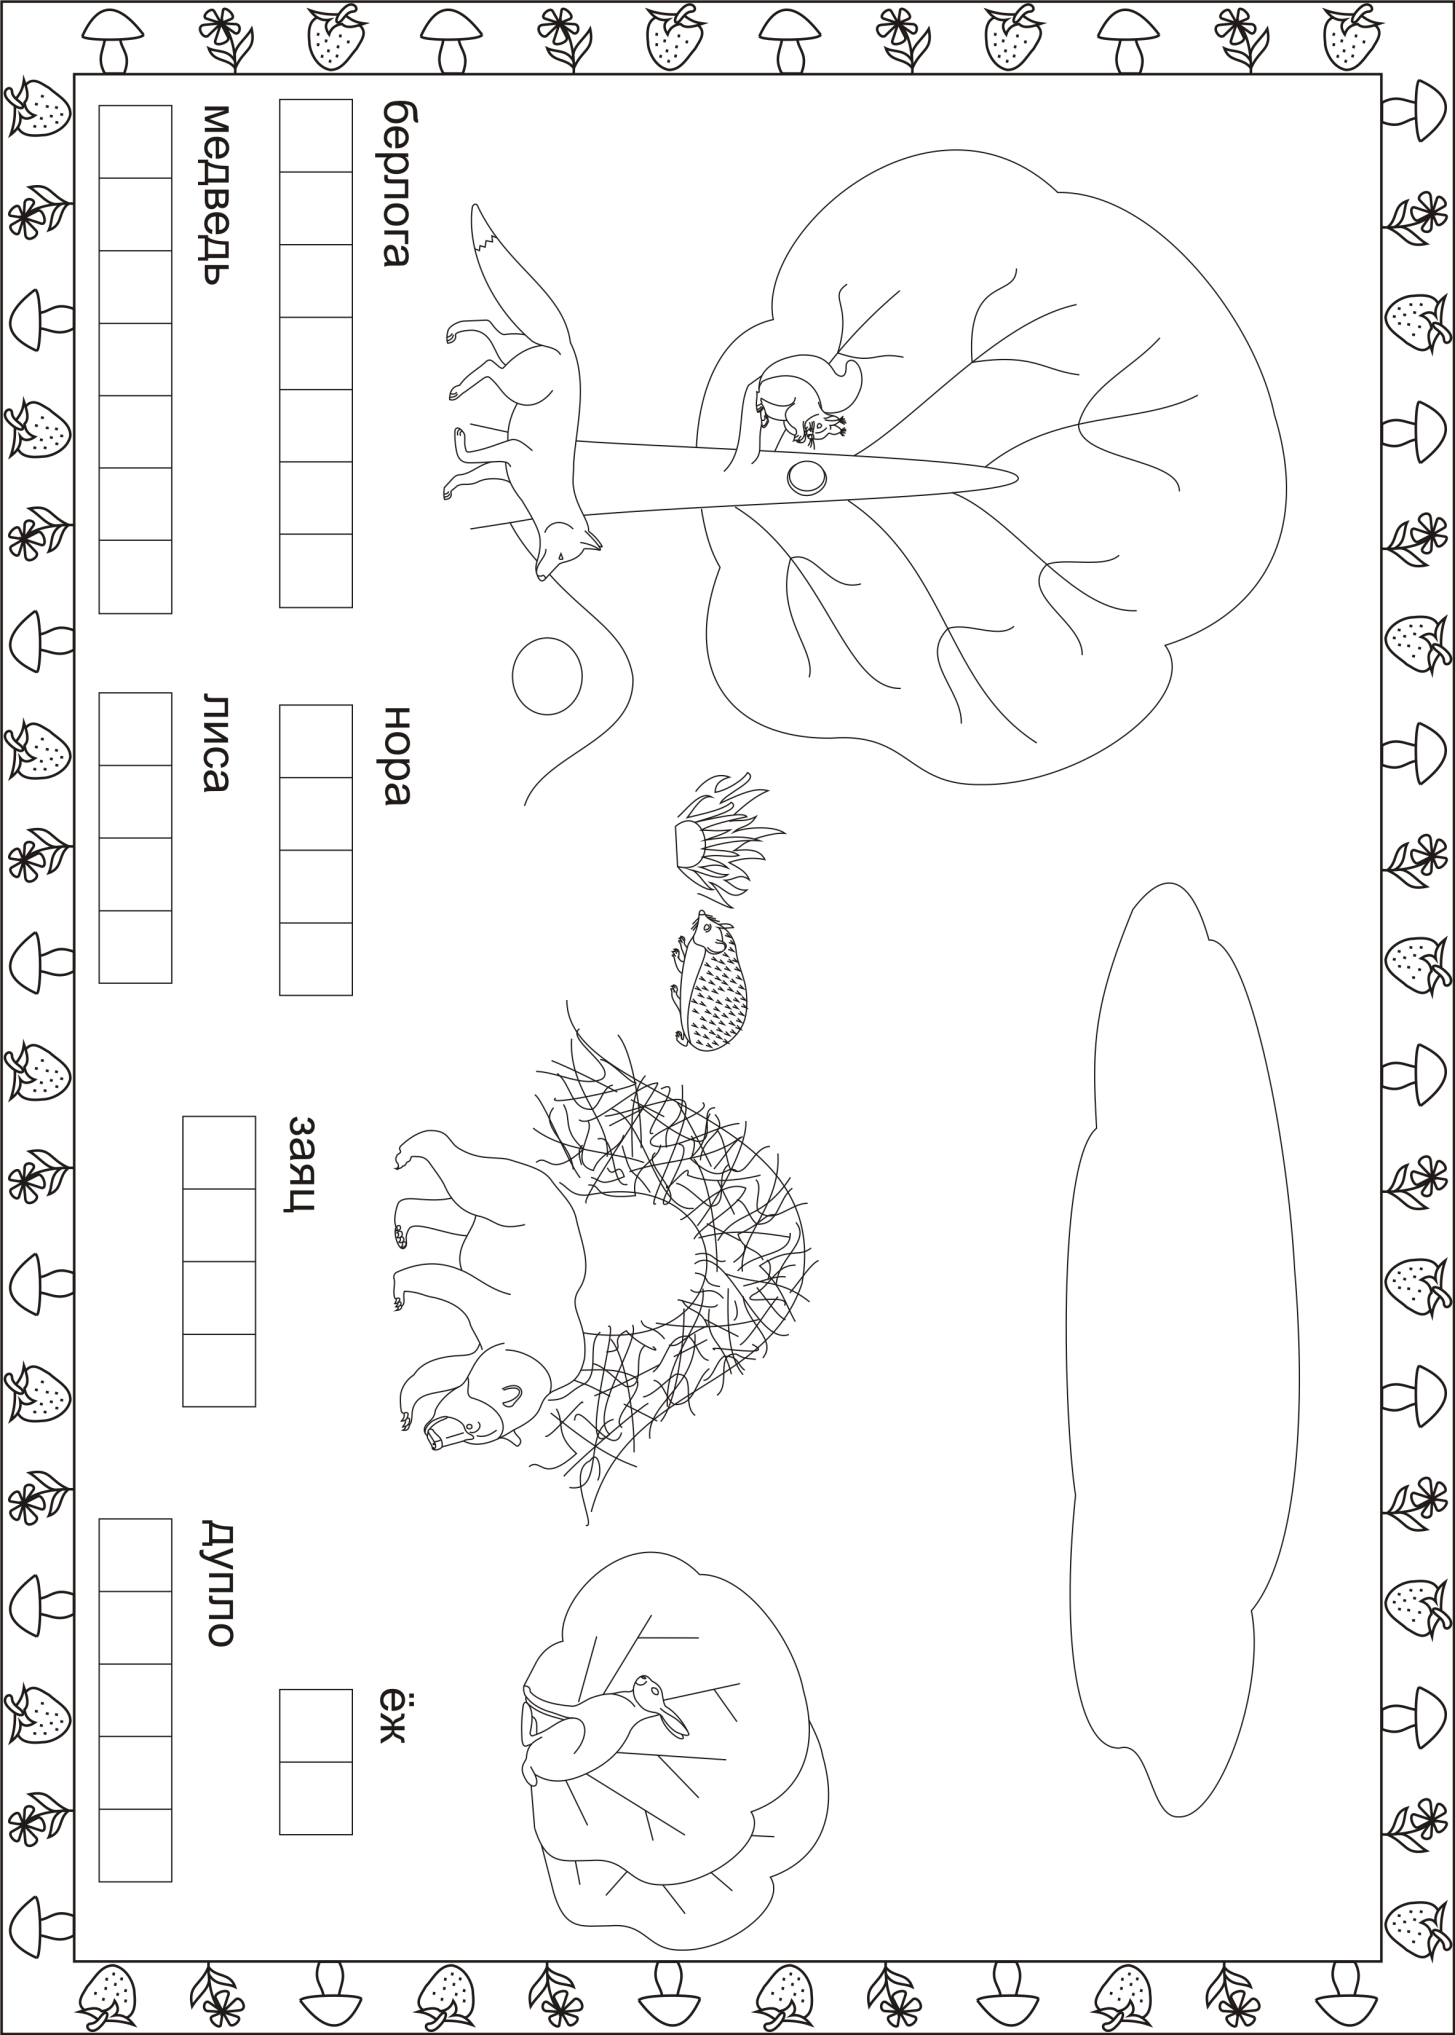 берлога
нора
ёж
заяц
медведь
лиса
дупло